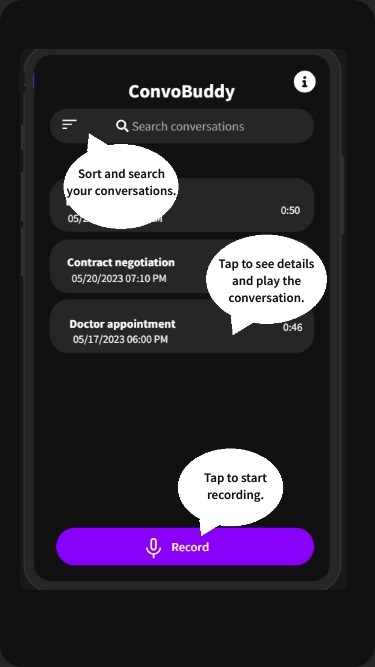 ConvoBuddy
Search conversations
Sort and search
your conversations.
0:50
Contract negotiation
05/20/2023 07:10 PM
Tap to see details
and play the
conversation.
Doctor appointment
0:46
05/17/2023 06:00 PM
Tap to start
recording.
Record